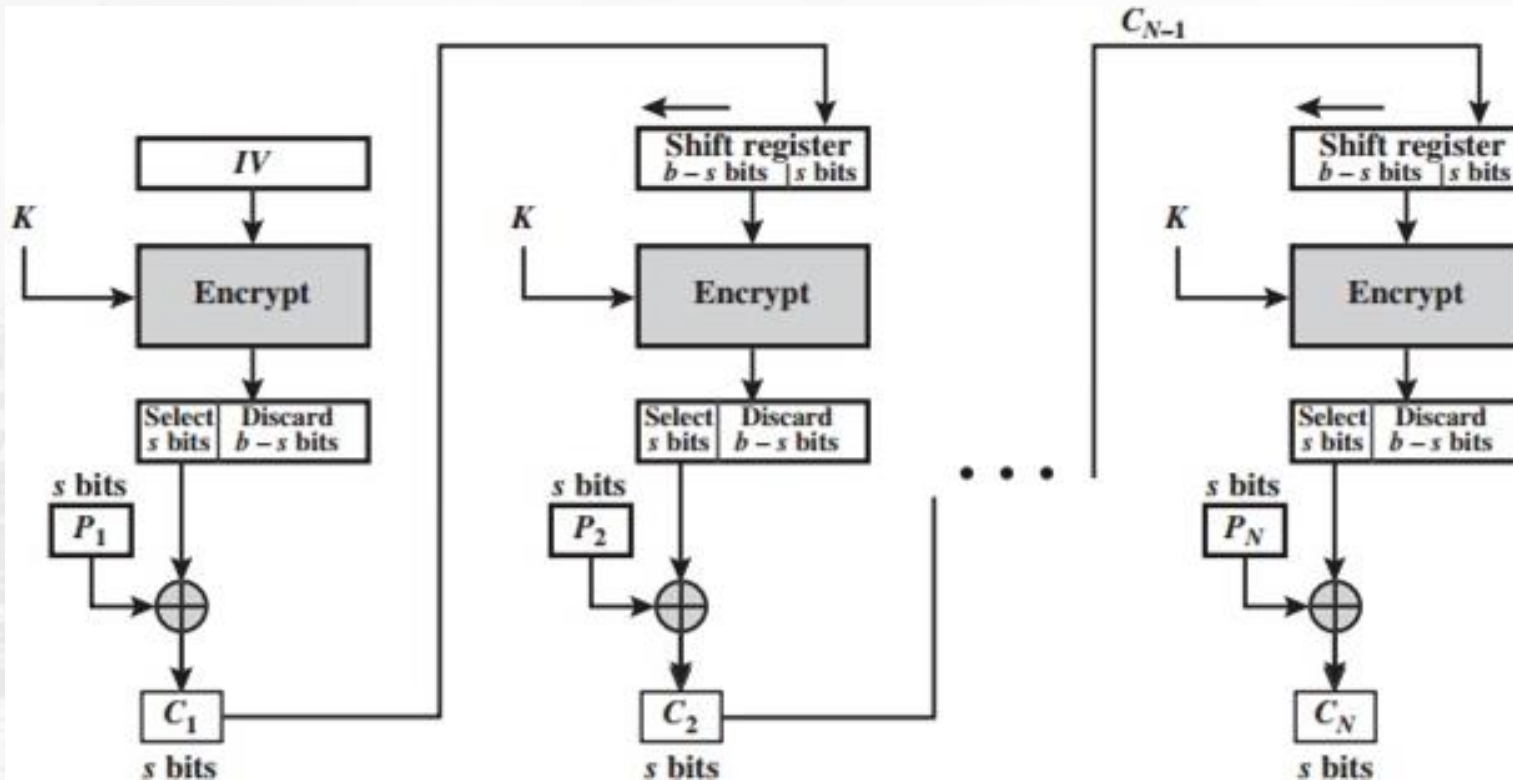 C_{N-1}
IV
Shift register
b – s bits | s bits
Shift register
b – s bits | s bits
K
K
K
Encrypt
Encrypt
Encrypt
Select
s bits
Discard
b – s bits
Select
s bits
Discard
b – s bits
Select
s bits
Discard
b – s bits
s bits
P_1
s bits
P_2
• • •
s bits
P_N
C_1
s bits
C_2
s bits
C_N
s bits